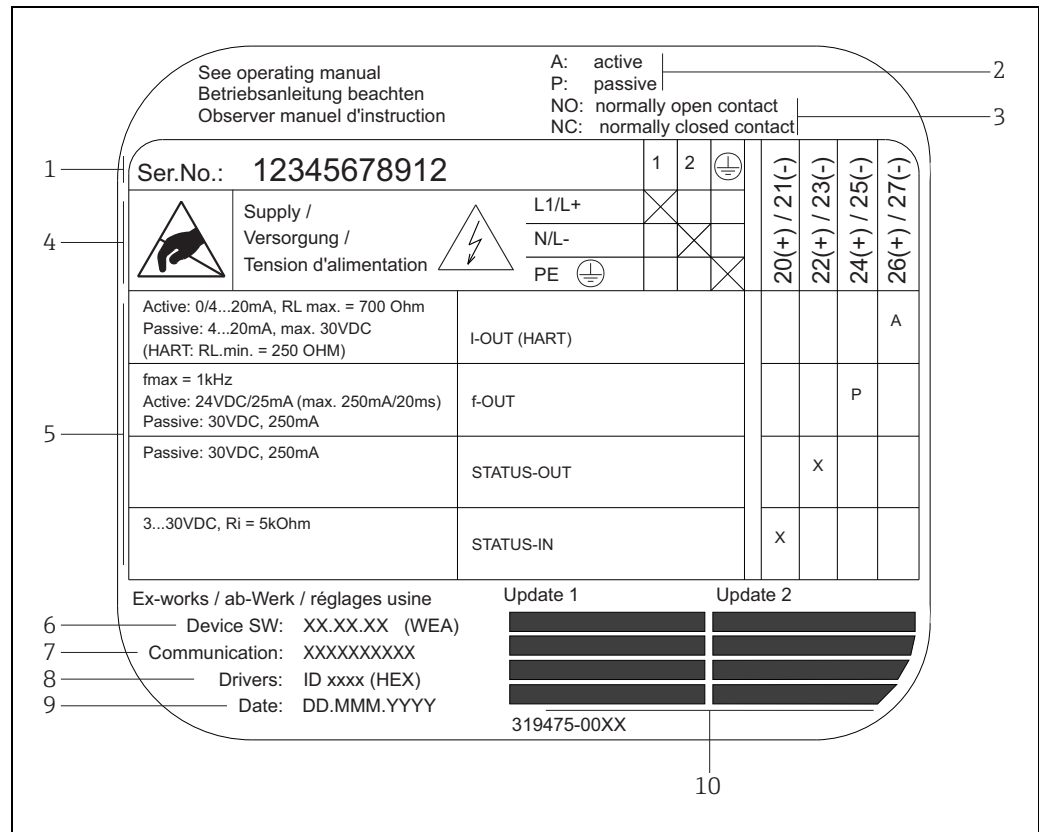 See operating manual
Betriebsanleitung beachten
Observer manuel d'instruction
A: active
P: passive
NO: normally open contact
NC: normally closed contact
2
3
1
Ser.No.: 12345678912
1 2
20(+) / 21(-)
22(+) / 23(-)
24(+) / 25(-)
26(+) / 27(-)
4
Supply /
Versorgung /
Tension d'alimentation
L1/L+
N/L-
PE
5
Active: 0/4...20mA, RL max. = 700 Ohm
Passive: 4...20mA, max. 30VDC
(HART: RL.min. = 250 OHM)
I-OUT (HART)
A
fmax = 1kHz
Active: 24VDC/25mA (max. 250mA/20ms)
Passive: 30VDC, 250mA
f-OUT
P
Passive: 30VDC, 250mA
STATUS-OUT
X
3...30VDC, Ri = 5kOhm
STATUS-IN
X
Ex-works / ab-Werk / réglages usine
Update 1
Update 2
6
Device SW: XX.XX.XX (WEA)
7
Communication: XXXXXXXXXX
8
Drivers: ID xxxx (HEX)
9
Date: DD.MMM.YYYY
319475-00XX
10